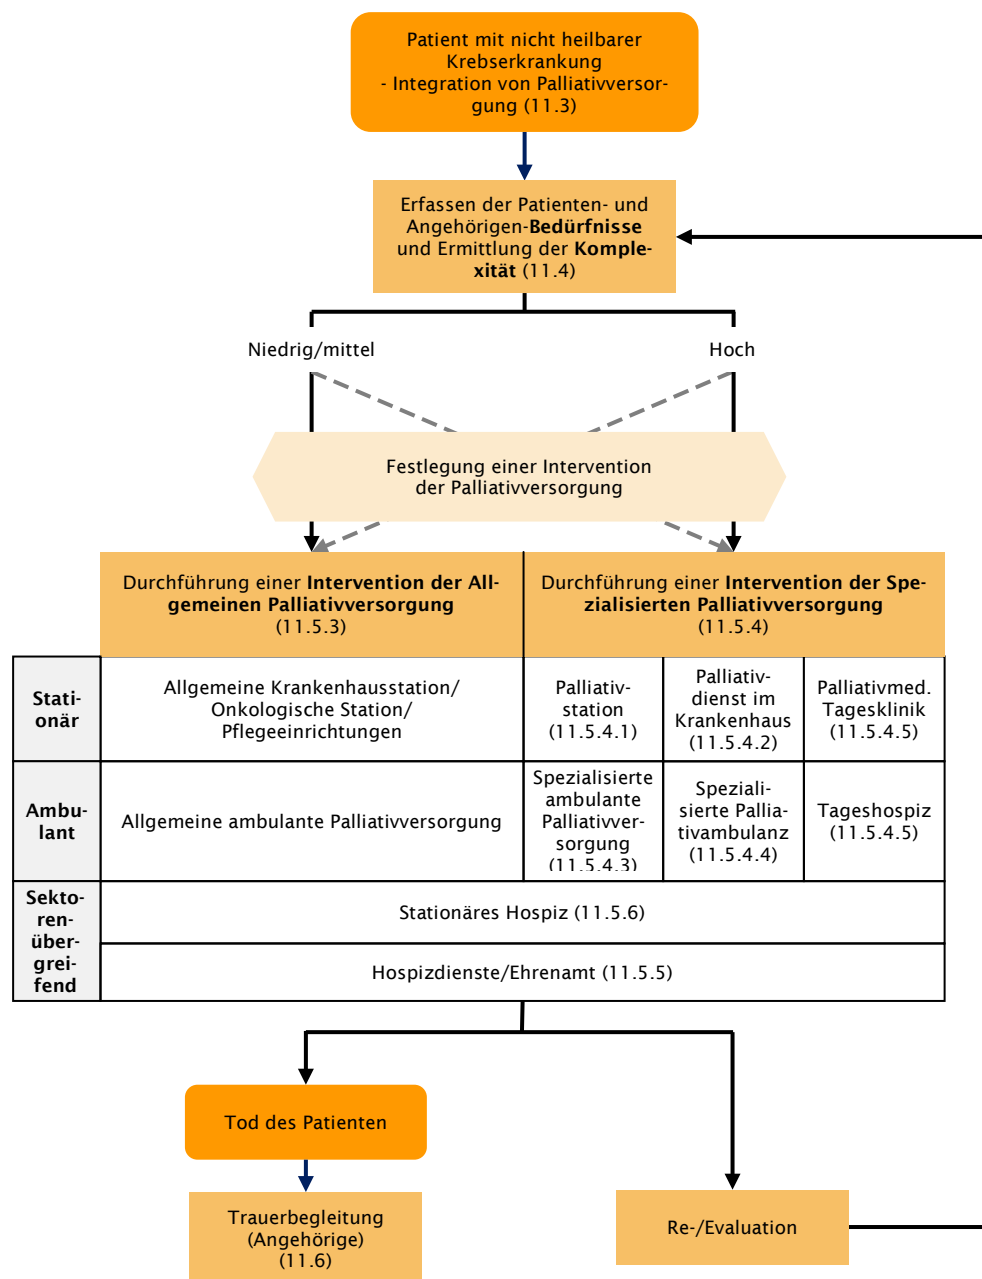 Patient mit nicht heilbarer
Krebserkrankung
- Integration von Palliativversor-
gung (11.3)
Erfassen der Patienten- und
Angehörigen-Bedürfnisse
und Ermittlung der Komple-
xität (11.4)
Niedrig/mittel
Hoch
Festlegung einer Intervention
der Palliativversorgung
Durchführung einer Intervention der All-
gemeinen Palliativversorgung
(11.5.3)
Durchführung einer Intervention der Spe-
zialisierten Palliativversorgung
(11.5.4)
Stati-
onär
Allgemeine Krankenhausstation/
Onkologische Station/
Pflegeeinrichtungen
Palliativ-
station
(11.5.4.1)
Palliativ-
dienst im
Krankenhaus
(11.5.4.2)
Palliativmed.
Tagesklinik
(11.5.4.5)
Ambu-
lant
Allgemeine ambulante Palliativversorgung
Spezialisierte
ambulante
Palliativver-
sorgung
(11.5.4.3)
Speziali-
sierte Pallia-
tivambulanz
(11.5.4.4)
Tageshospiz
(11.5.4.5)
Sekto-
ren-
über-
grei-
fend
Stationäres Hospiz (11.5.6)
Hospizdienste/Ehrenamt (11.5.5)
Tod des Patienten
Trauerbegleitung
(Angehörige)
(11.6)
Re-/Evaluation